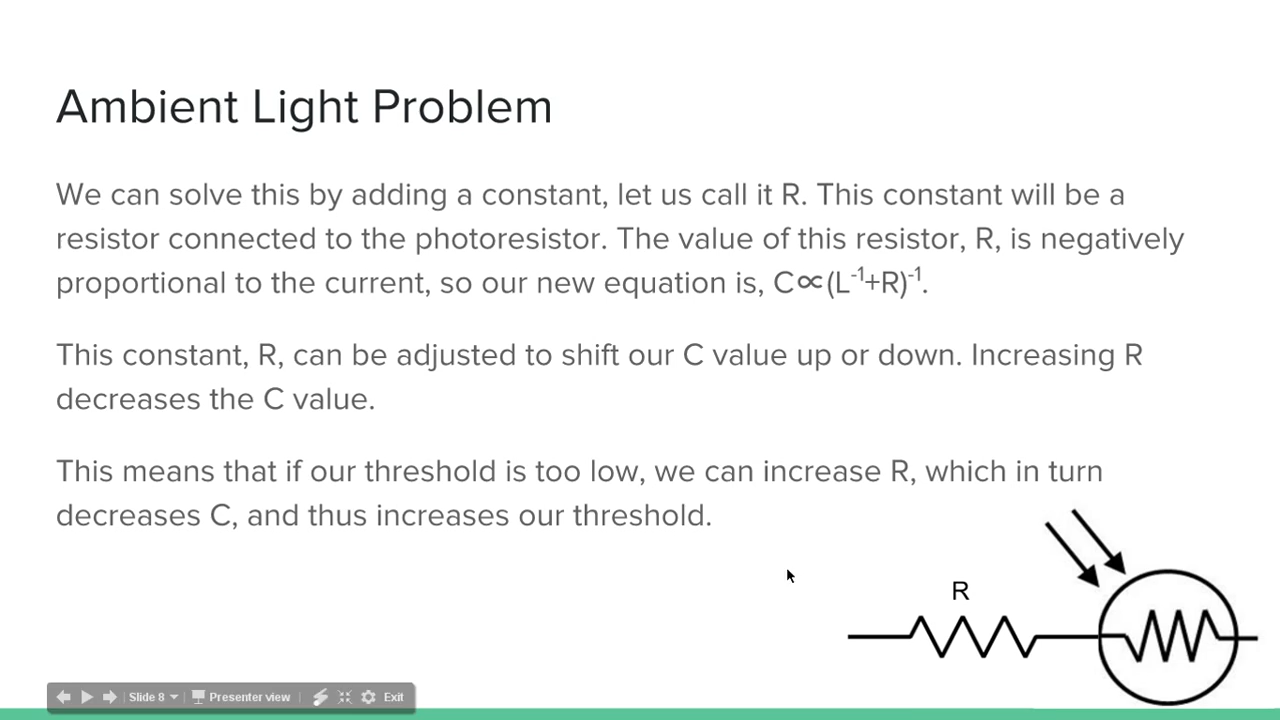 Ambient Light Problem
We can solve this by adding a constant, let us call it R. This constant will be a
resistor connected to the photoresistor. The value of this resistor, R, is negatively
proportional to the current, so our new equation is, C∝(L⁻¹+R)⁻¹.
This constant, R, can be adjusted to shift our C value up or down. Increasing R
decreases the C value.
This means that if our threshold is too low, we can increase R, which in turn
decreases C, and thus increases our threshold.
R
Slide 8 Presenter view Exit